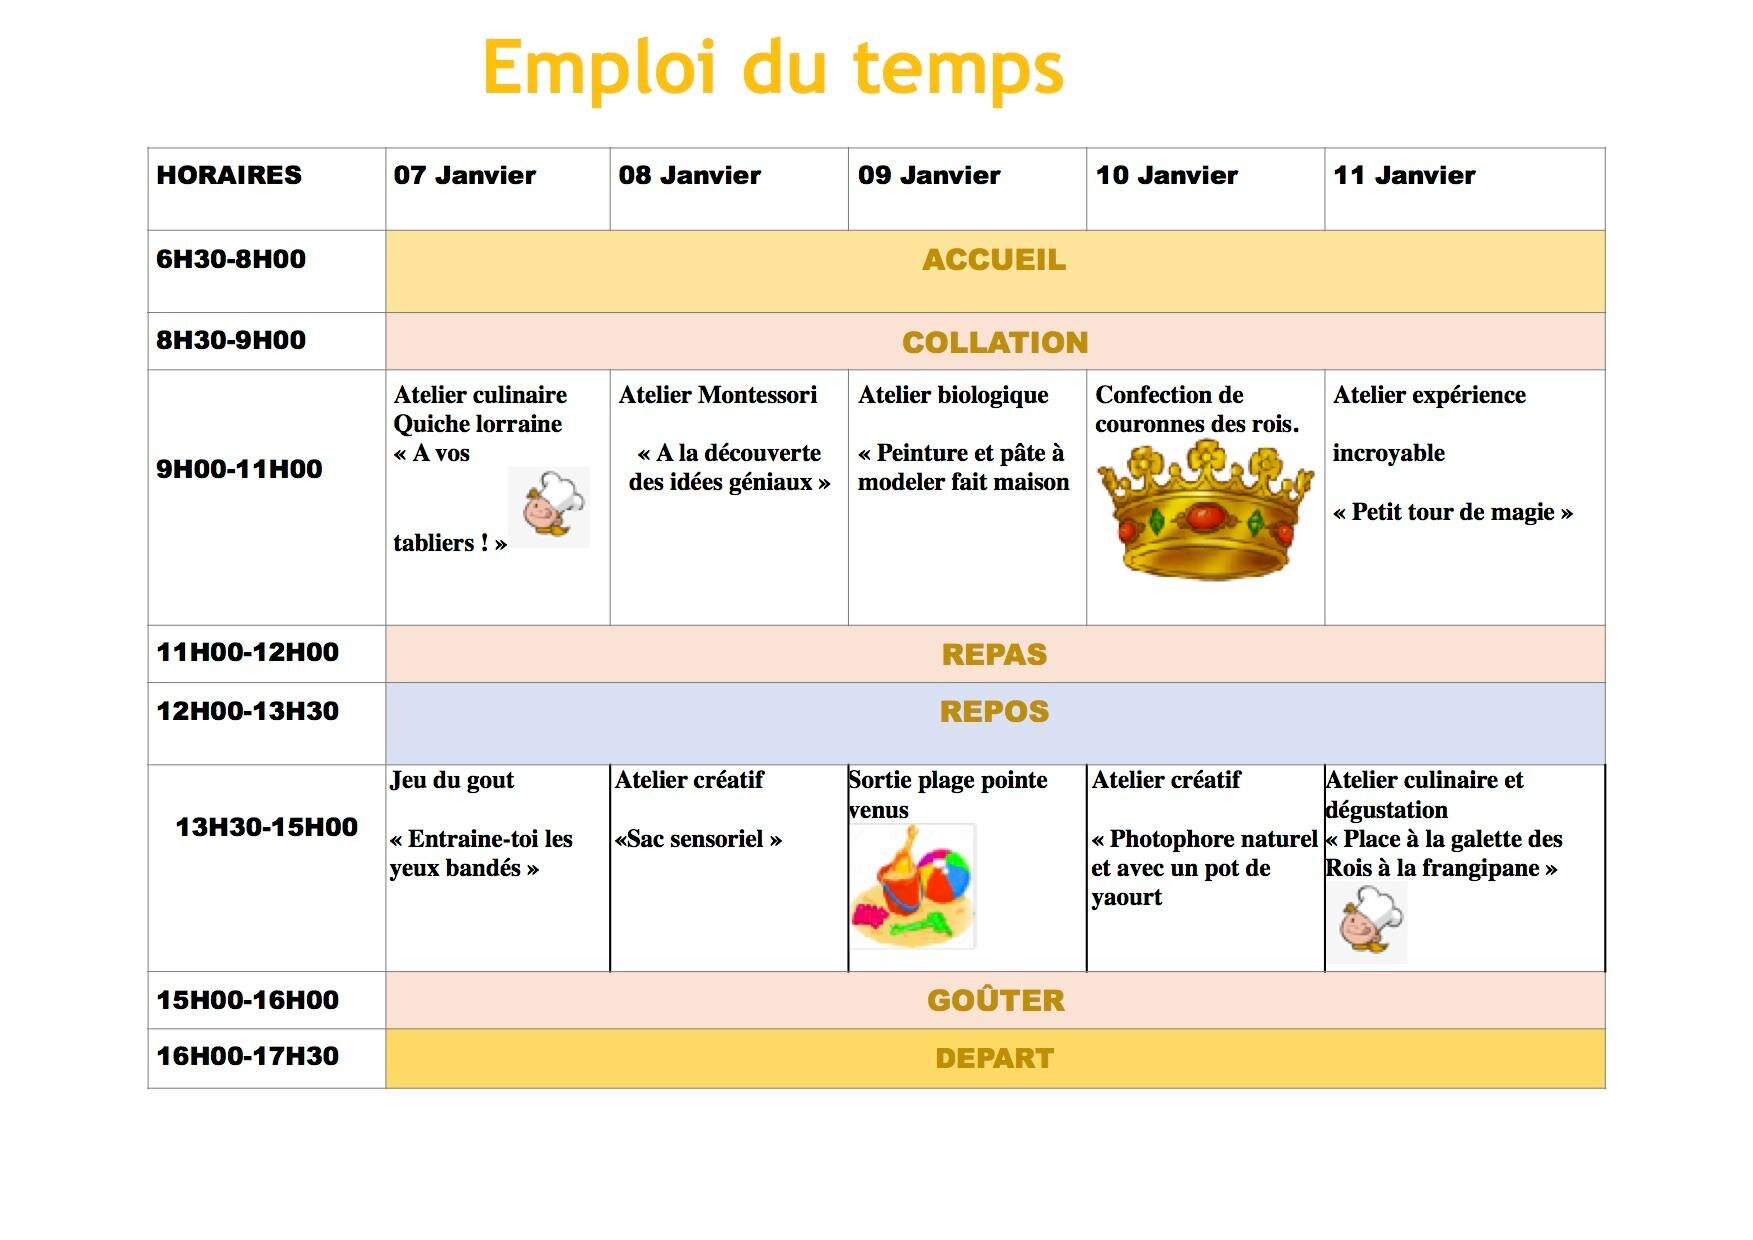 Emploi du temps
HORAIRES
07 Janvier
08 Janvier
09 Janvier
10 Janvier
11 Janvier
6H30-8H00
ACCUEIL
8H30-9H00
COLLATION
9H00-11H00
Atelier culinaire
Quiche lorraine
« A vos
tabliers ! »
Atelier Montessori
« A la découverte
des idées géniaux »
Atelier biologique
« Peinture et pâte à
modeler fait maison
Confection de
couronnes des rois.
Atelier expérience
incroyable
« Petit tour de magie »
11H00-12H00
REPAS
12H00-13H30
REPOS
13H30-15H00
Jeu du gout
« Entraine-toi les
yeux bandés »
Atelier créatif
«Sac sensoriel »
Sortie plage pointe
venus
Atelier créatif
« Photophore naturel
et avec un pot de
yaourt
Atelier culinaire et
dégustation
« Place à la galette des
Rois à la frangipane »
15H00-16H00
GOÛTER
16H00-17H30
DEPART